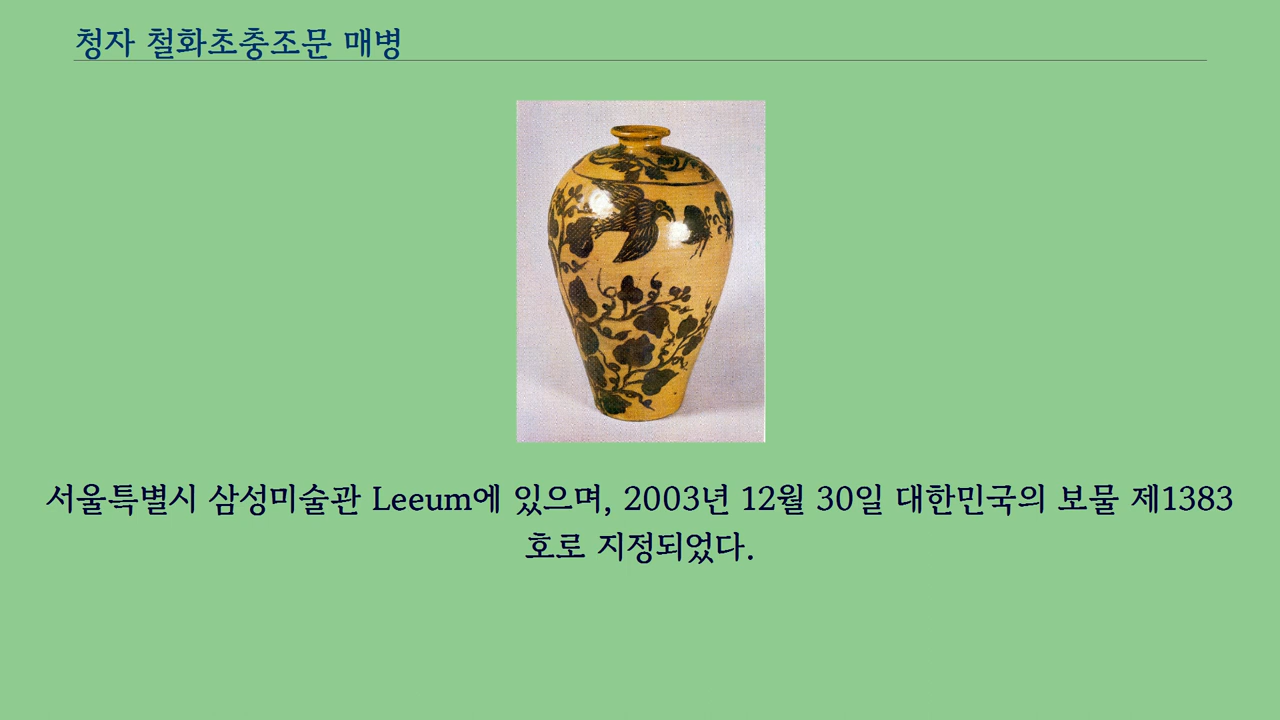 청자 철화초충조문 매병
서울특별시 삼성미술관 Leeum에 있으며, 2003년 12월 30일 대한민국의 보물 제1383
호로 지정되었다.